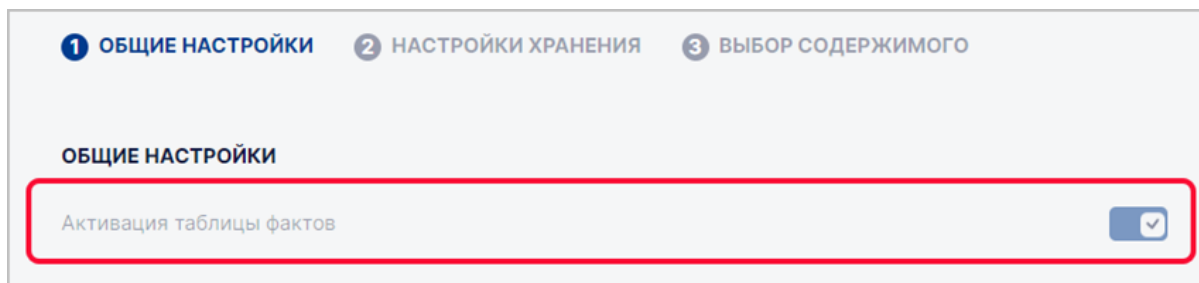 1 ОБЩИЕ НАСТРОЙКИ 2 НАСТРОЙКИ ХРАНЕНИЯ 3 ВЫБОР СОДЕРЖИМОГО
ОБЩИЕ НАСТРОЙКИ
Активация таблицы фактов